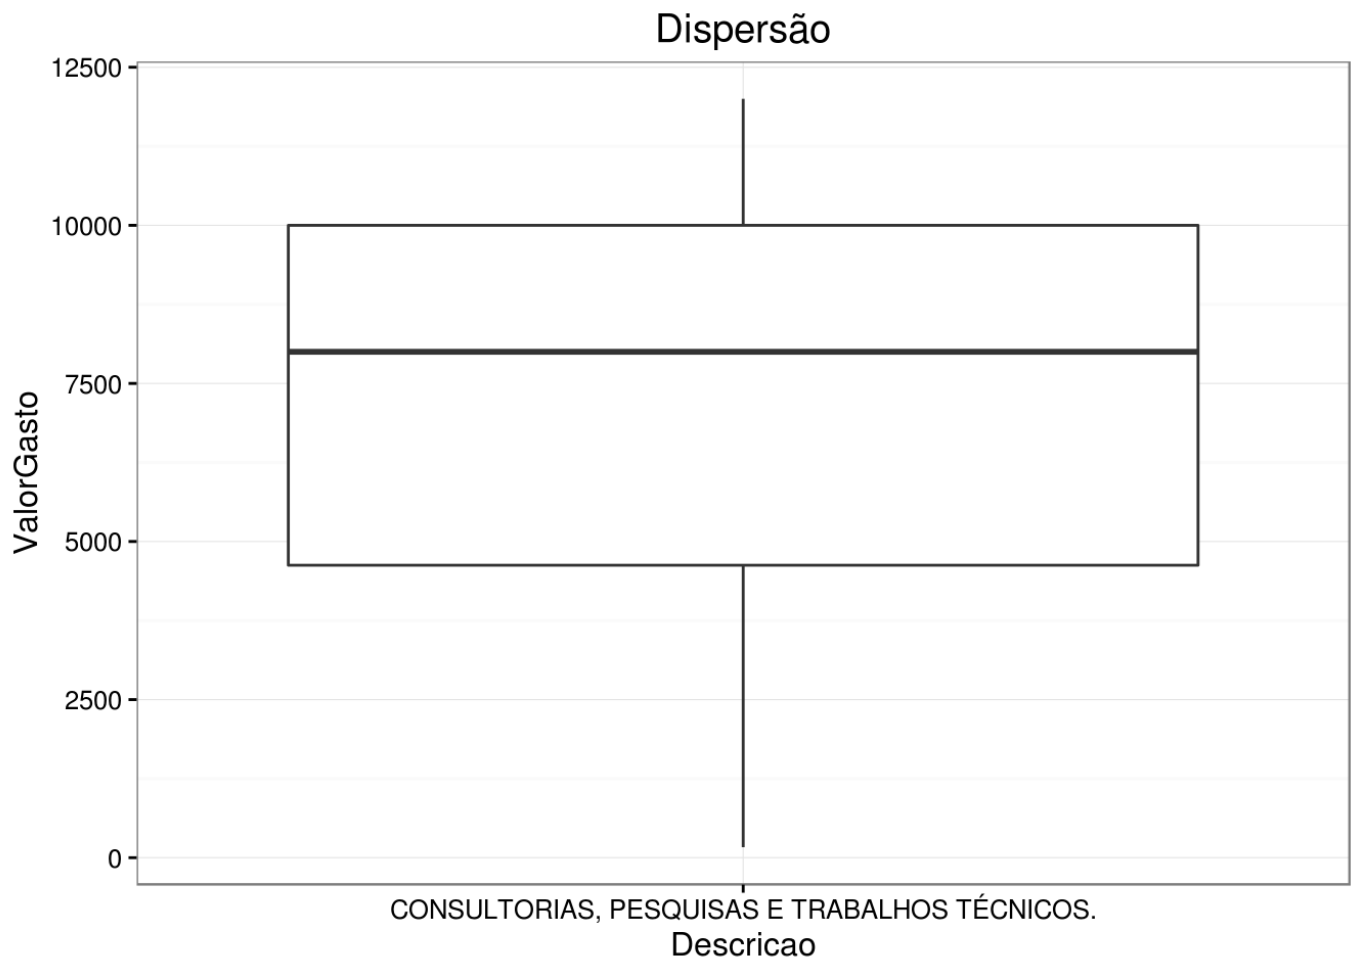 Dispersão
12500
10000
7500
5000
2500
0
ValorGasto
CONSULTORIAS, PESQUISAS E TRABALHOS TÉCNICOS.
Descricao